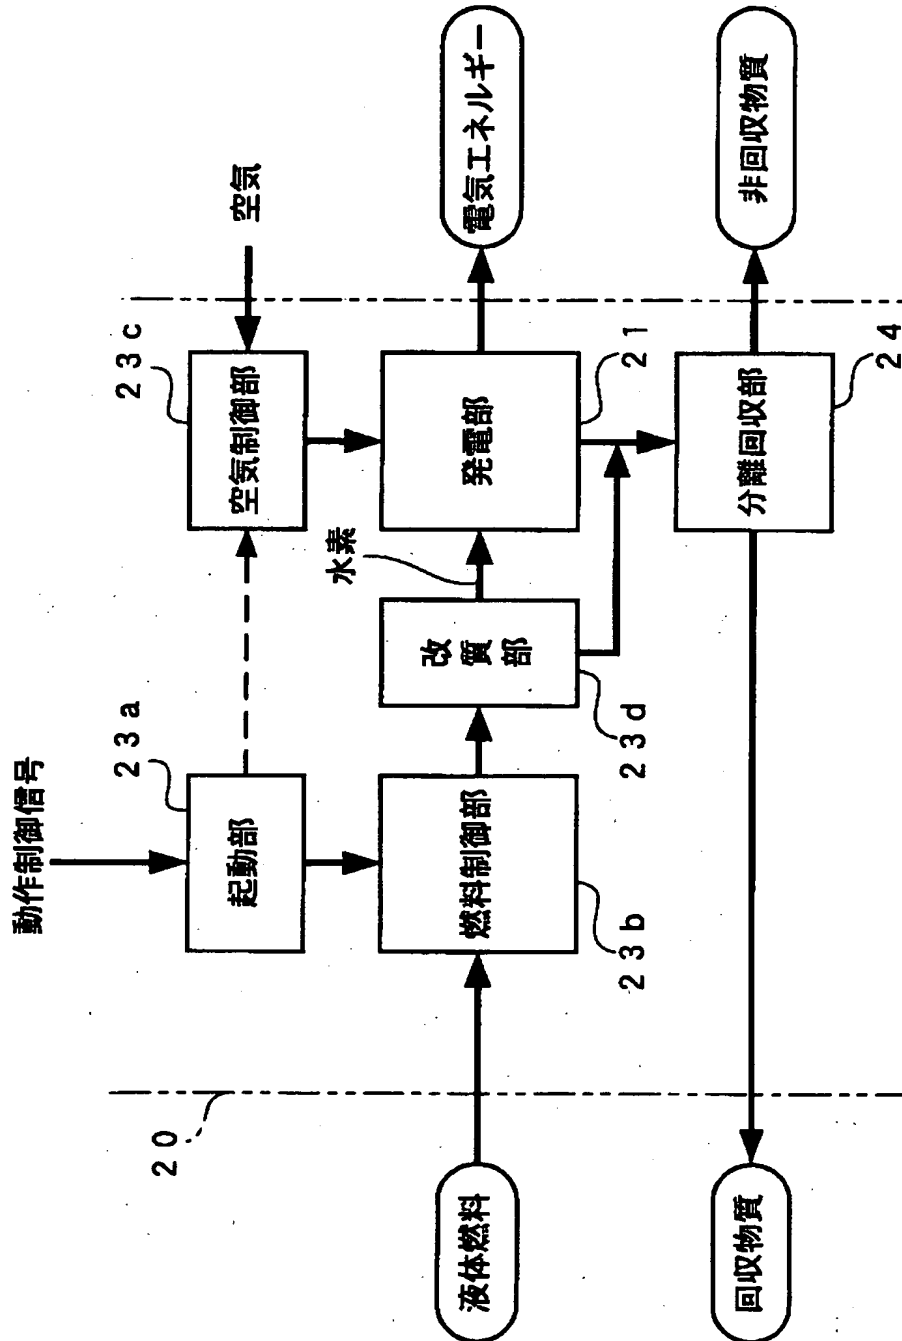 動作制御信号
23a
起動部
23c
空気制御部
空気
20
液体燃料
燃料制御部
23b
改質部
23d
水素
発電部
21
電気エネルギー
回収物質
分離回収部
24
非回収物質